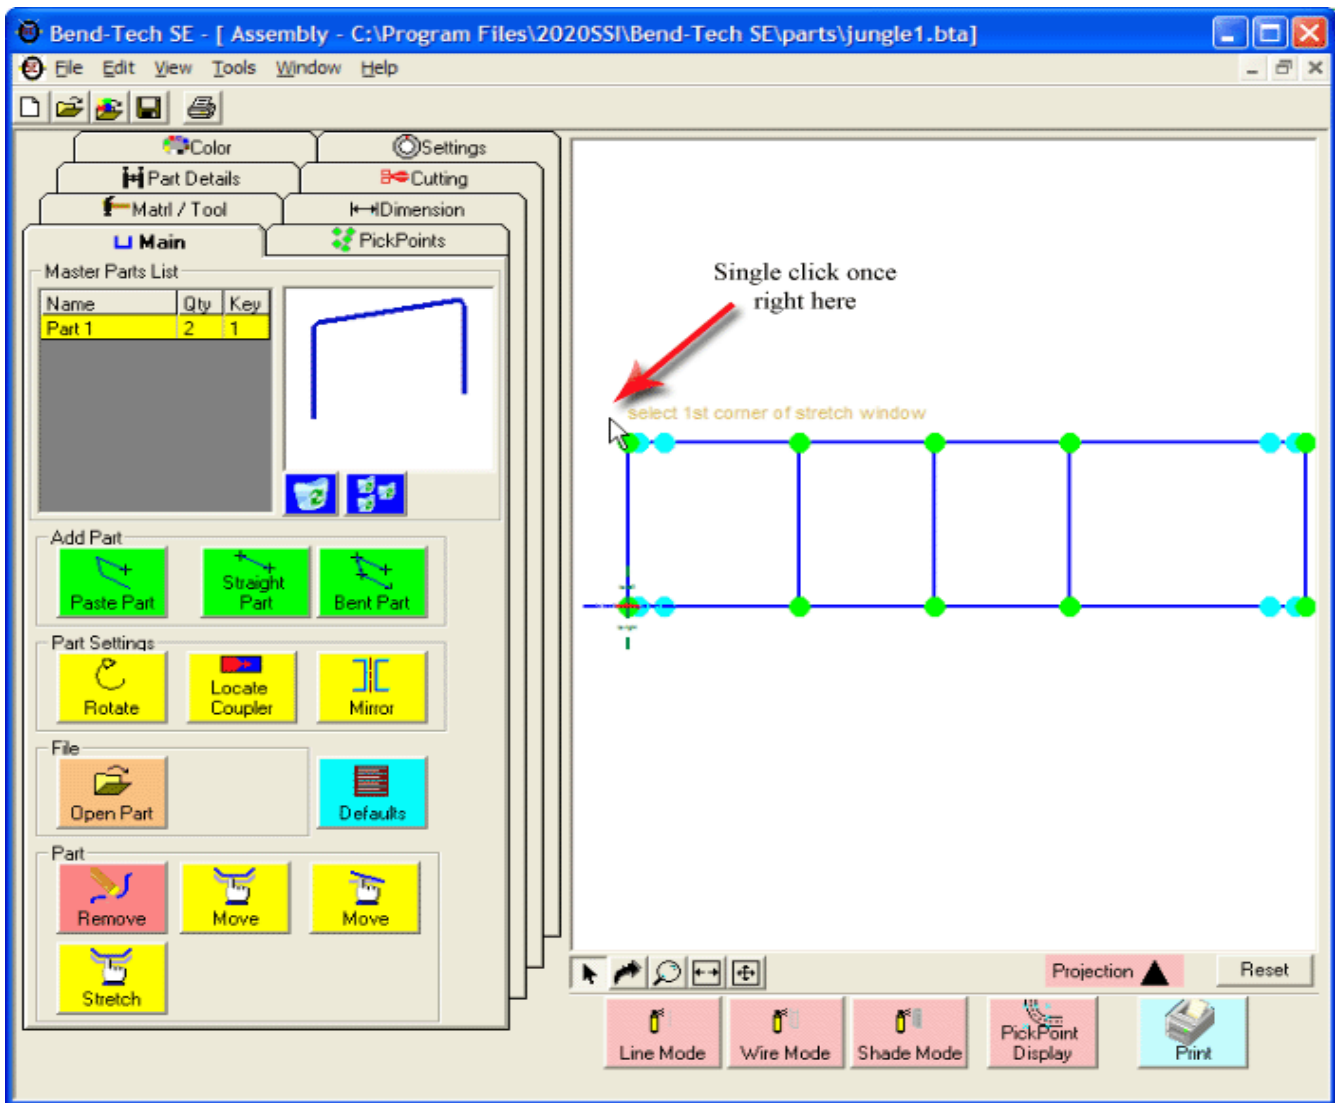 Bend-Tech SE - [ Assembly - C:\Program Files\2020SSI\Bend-Tech SE\parts\jungle1.bta]
File Edit View Tools Window Help
Color Settings
Part Details Cutting
Matrl / Tool Dimension
Main PickPoints
Master Parts List
Name Qty Key
Part 1 2 1
Single click once
right here
select 1st corner of stretch window
Add Part
Paste Part
Straight
Part
Bent Part
Part Settings
Rotate
Locate
Coupler
Mirror
File
Open Part
Defaults
Part
Remove
Move
Move
Stretch
Projection
Reset
Line Mode
Wire Mode
Shade Mode
PickPoint
Display
Print